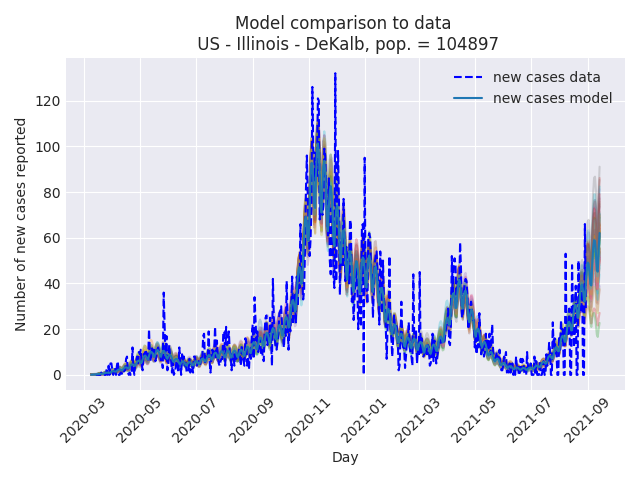 Model comparison to data
US - Illinois - DeKalb, pop. = 104897
new cases data
new cases model
Number of new cases reported
120
100
80
60
40
20
0
2020-03
2020-05
2020-07
2020-09
2020-11
2021-01
2021-03
2021-05
2021-07
2021-09
Day